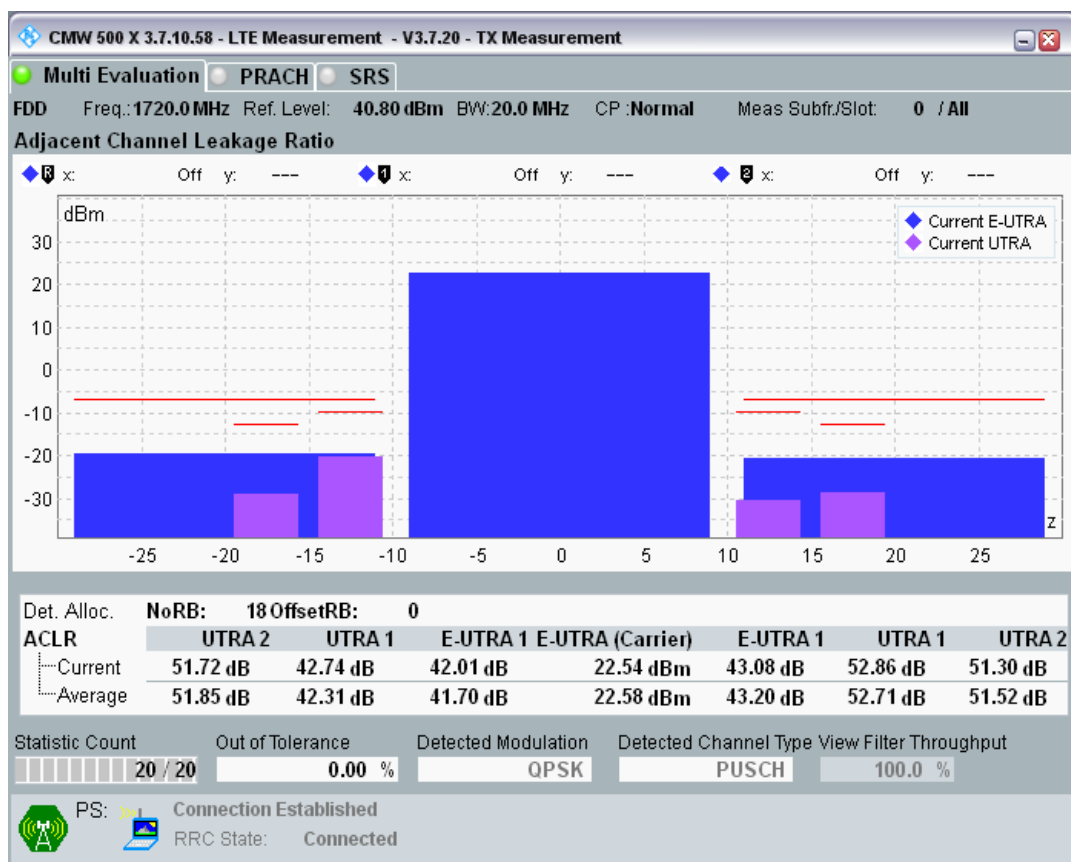 CMW 500 X 3.7.10.58 - LTE Measurement - V3.7.20 - TX Measurement
Multi Evaluation PRACH SRS
FDD Freq.: 1720.0 MHz Ref. Level: 40.80 dBm BW: 20.0 MHz CP : Normal Meas Subfr./Slot: 0 / All
Adjacent Channel Leakage Ratio
R x: Off y: --- 1 x: Off y: --- 2 x: Off y: ---
dBm
Current E-UTRA
Current UTRA
30
20
10
0
-10
-20
-30
z
-25 -20 -15 -10 -5 0 5 10 15 20 25
Det. Alloc. NoRB: 18 OffsetRB: 0
ACLR UTRA 2 UTRA 1 E-UTRA 1 E-UTRA (Carrier) E-UTRA 1 UTRA 1 UTRA 2
Current 51.72 dB 42.74 dB 42.01 dB 22.54 dBm 43.08 dB 52.86 dB 51.30 dB
Average 51.85 dB 42.31 dB 41.70 dB 22.58 dBm 43.20 dB 52.71 dB 51.52 dB
Statistic Count Out of Tolerance Detected Modulation Detected Channel Type View Filter Throughput
20 / 20 0.00 % QPSK PUSCH 100.0 %
PS: Connection Established
RRC State: Connected